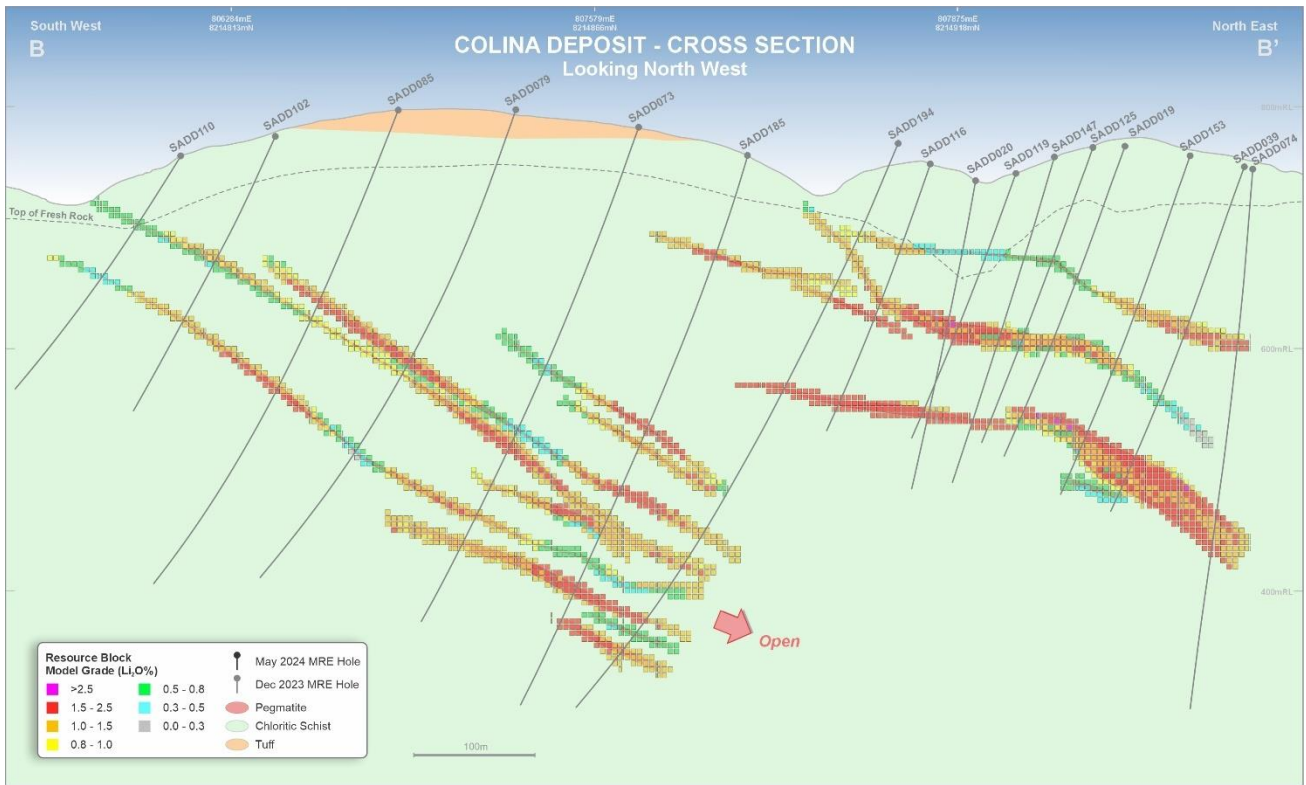 806284mE
8214813mN
807579mE
8214866mN
807875mE
8214818mN
South West
North East
B
B'
COLINA DEPOSIT - CROSS SECTION
Looking North West
SADD110
SADD102
SADD085
SADD079
SADD073
SADD185
SADD194
SADD116
SADD020
SADD119
SADD147
SADD125
SADD019
SADD153
SADD039
SADD074
800mRL
Top of Fresh Rock
600mRL
400mRL
Open
Resource Block
Model Grade (Li₂O%)
>2.5
1.5 - 2.5
1.0 - 1.5
0.8 - 1.0
0.5 - 0.8
0.3 - 0.5
0.0 - 0.3
May 2024 MRE Hole
Dec 2023 MRE Hole
Pegmatite
Chloritic Schist
Tuff
100m